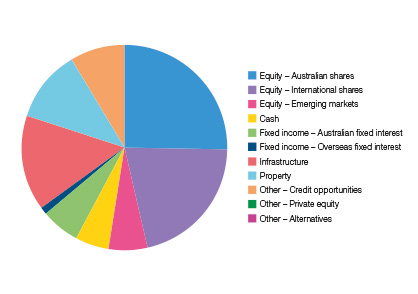 Equity – Australian shares
Equity – International shares
Equity – Emerging markets
Cash
Fixed income – Australian fixed interest
Fixed income – Overseas fixed interest
Infrastructure
Property
Other – Credit opportunities
Other – Private equity
Other – Alternatives